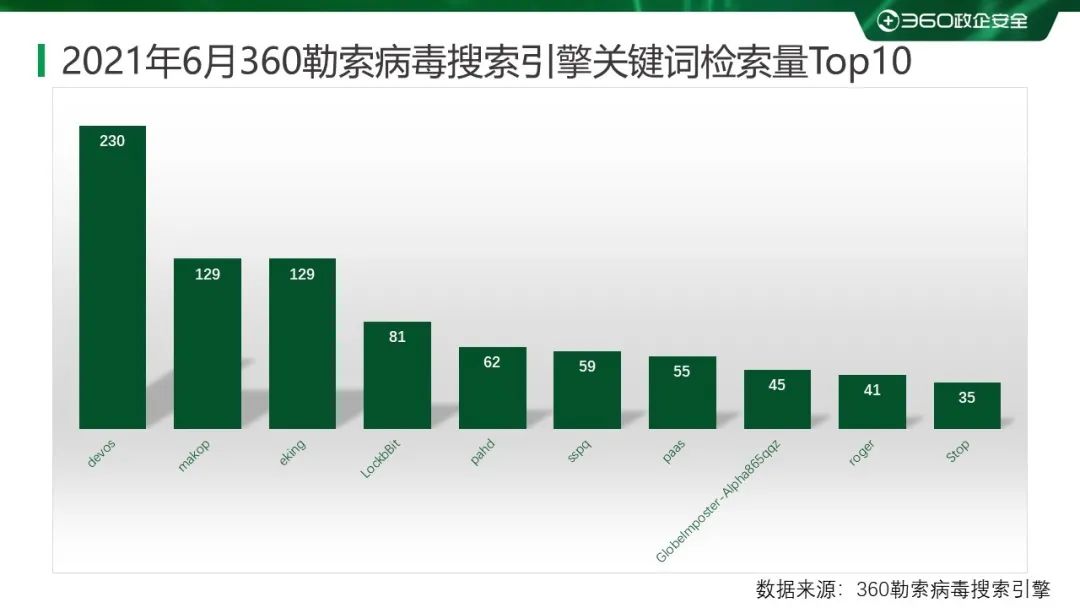 360政企安全
2021年6月360勒索病毒搜索引擎关键词检索量Top10
230
129
129
81
62
59
55
45
41
35
devos
makop
eking
LockbBit
pahd
sspq
paas
GlobeImposter-Alpha865qqz
roger
Stop
数据来源：360勒索病毒搜索引擎